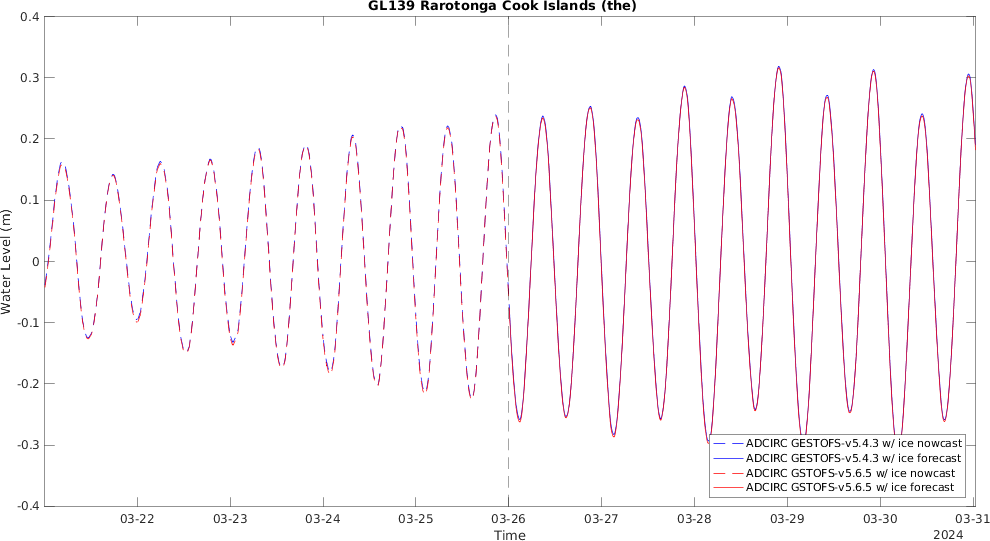 GL139 Rarotonga Cook Islands (the)
0.4
0.3
0.2
0.1
0
-0.1
-0.2
-0.3
-0.4
Water Level (m)
ADCIRC GESTOFS-v5.4.3 w/ ice nowcast
ADCIRC GESTOFS-v5.4.3 w/ ice forecast
ADCIRC GSTOFS-v5.6.5 w/ ice nowcast
ADCIRC GSTOFS-v5.6.5 w/ ice forecast
03-22 03-23 03-24 03-25 03-26 03-27 03-28 03-29 03-30 03-31
Time
2024